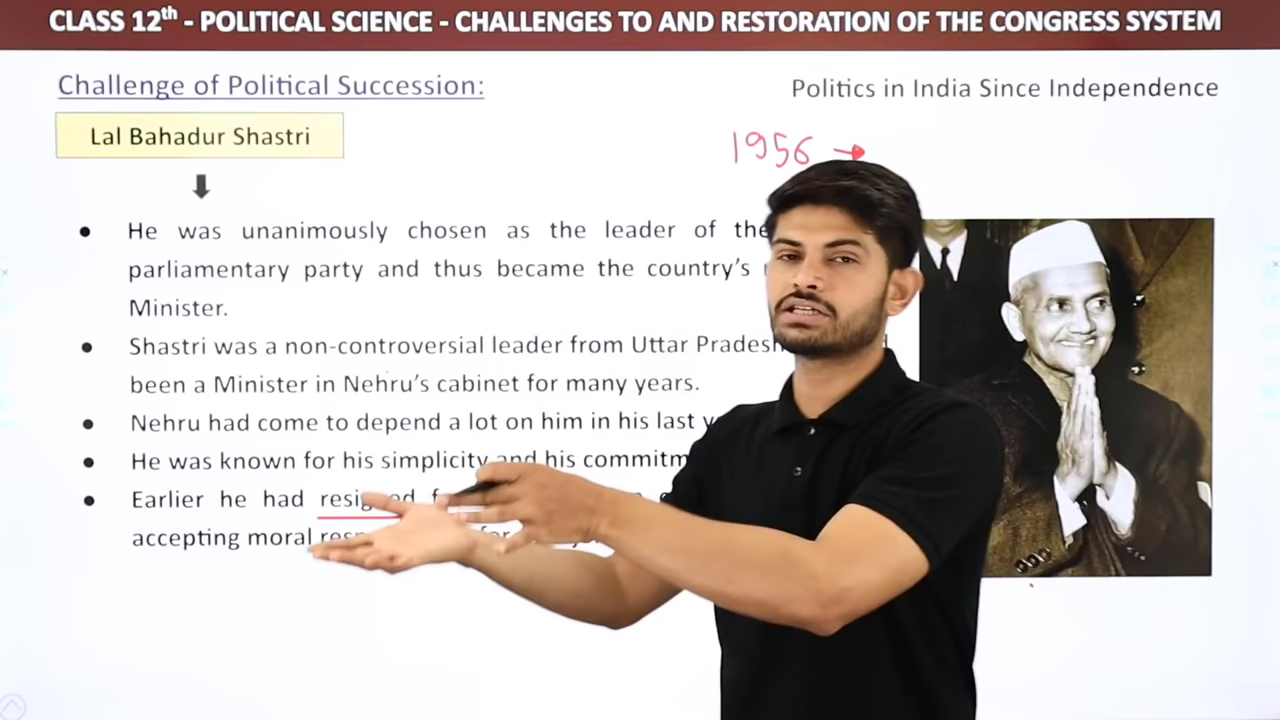 CLASS 12th - POLITICAL SCIENCE - CHALLENGES TO AND RESTORATION OF THE CONGRESS SYSTEM
Challenge of Political Succession:
Politics in India Since Independence
Lal Bahadur Shastri
1956 →
● He was unanimously chosen as the leader of the
parliamentary party and thus became the country's
Minister.
● Shastri was a non-controversial leader from Uttar
been a Minister in Nehru's cabinet for many years.
● Nehru had come to depend a lot on him in his last
● He was known for his simplicity and his
● Earlier he had
accepting moral